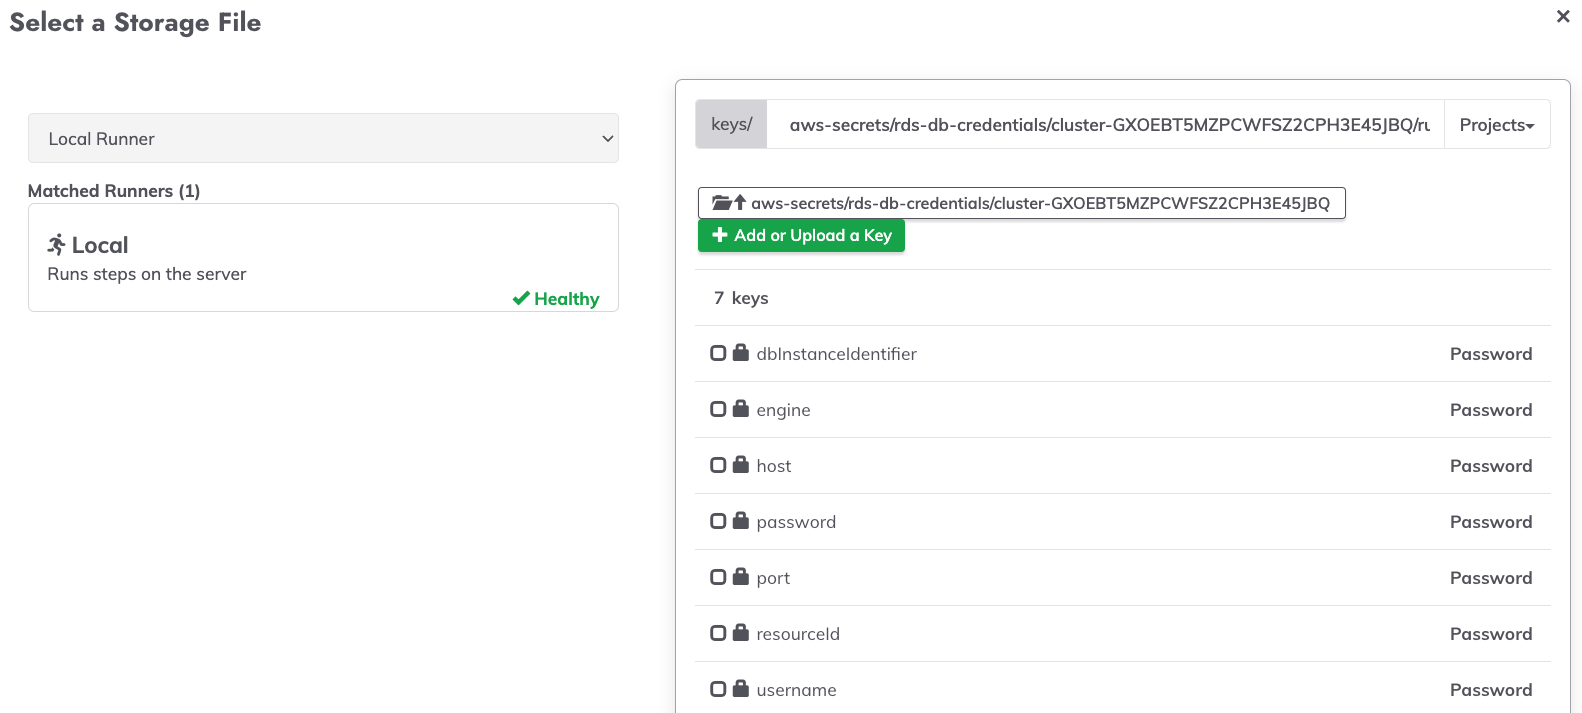 Select a Storage File
Local Runner
Matched Runners (1)
Local
Runs steps on the server
Healthy
keys/
aws-secrets/rds-db-credentials/cluster-GXOEBT5MZPCWFSZ2CPH3E45JBQ/ru
Projects
aws-secrets/rds-db-credentials/cluster-GXOEBT5MZPCWFSZ2CPH3E45JBQ
Add or Upload a Key
7 keys
dbInstanceIdentifier Password
engine Password
host Password
password Password
port Password
resourceId Password
username Password